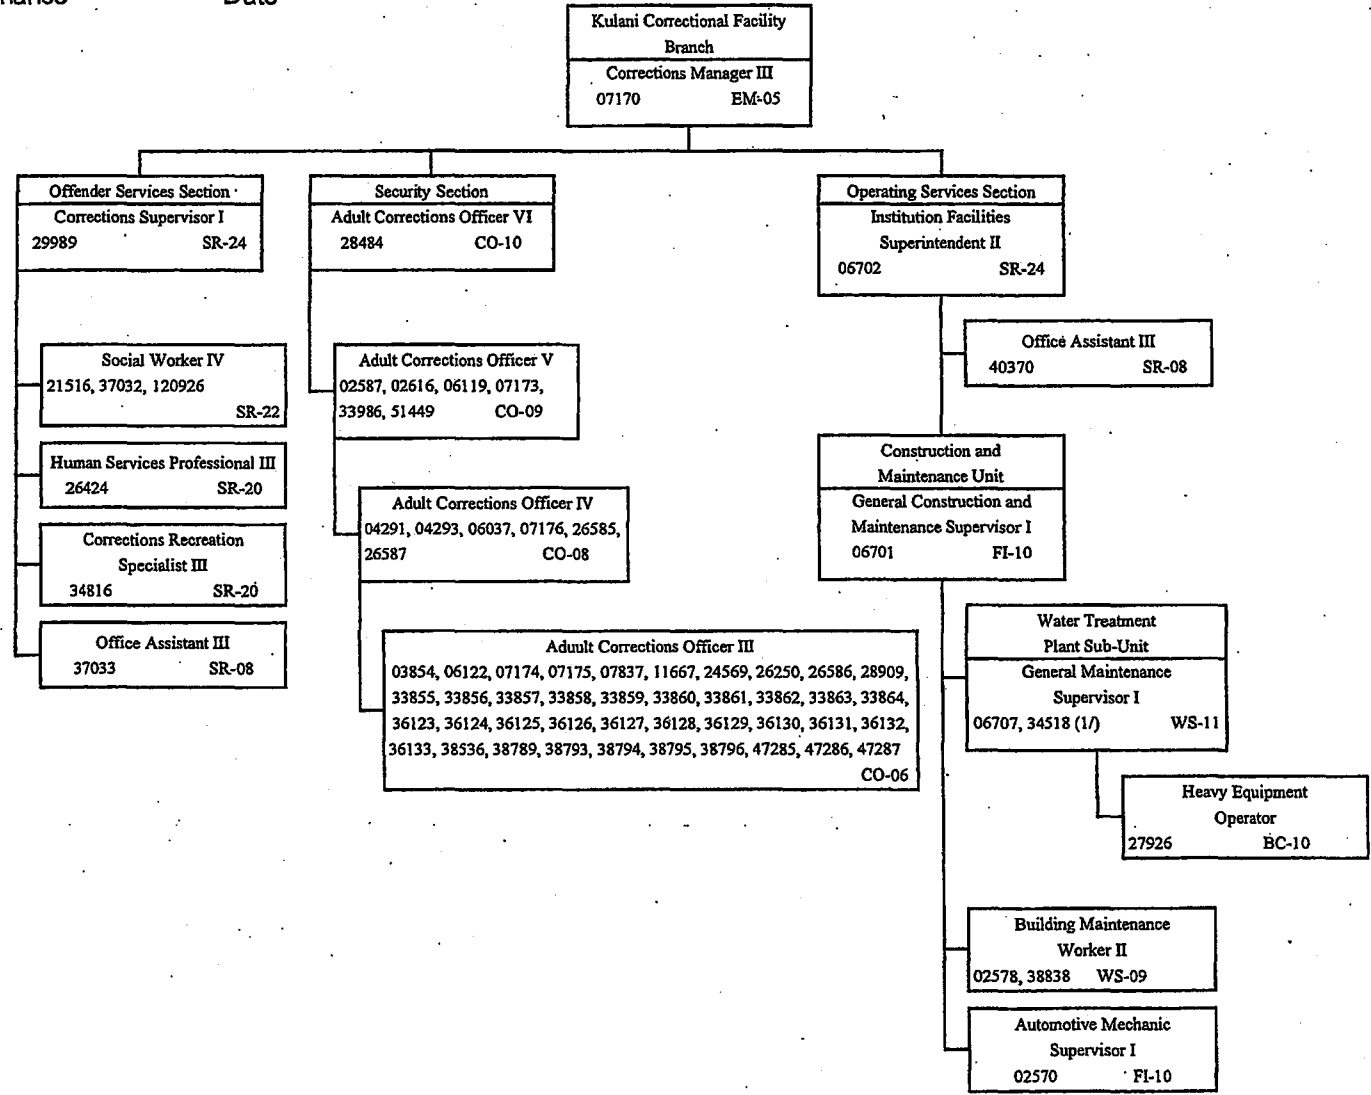 Date
Kulani Correctional Facility
Branch
Corrections Manager III
07170 EM-05
Offender Services Section
Corrections Supervisor I
29989 SR-24
Social Worker IV
21516, 37032, 120926
SR-22
Human Services Professional III
26424 SR-20
Corrections Recreation
Specialist III
34816 SR-20
Office Assistant III
37033 SR-08
Security Section
Adult Corrections Officer VI
28484 CO-10
Adult Corrections Officer V
02587, 02616, 06119, 07173,
33986, 51449 CO-09
Adult Corrections Officer IV
04291, 04293, 06037, 07176, 26585,
26587 CO-08
Aduult Corrections Officer III
03854, 06122, 07174, 07175, 07837, 11667, 24569, 26250, 26586, 28909,
33855, 33856, 33857, 33858, 33859, 33860, 33861, 33862, 33863, 33864,
36123, 36124, 36125, 36126, 36127, 36128, 36129, 36130, 36131, 36132,
36133, 38536, 38789, 38793, 38794, 38795, 38796, 47285, 47286, 47287
CO-06
Operating Services Section
Institution Facilities
Superintendent II
06702 SR-24
Office Assistant III
40370 SR-08
Construction and
Maintenance Unit
General Construction and
Maintenance Supervisor I
06701 FI-10
Water Treatment
Plant Sub-Unit
General Maintenance
Supervisor I
06707, 34518 (1/) WS-11
Heavy Equipment
Operator
27926 BC-10
Building Maintenance
Worker II
02578, 38838 WS-09
Automotive Mechanic
Supervisor I
02570 FI-10